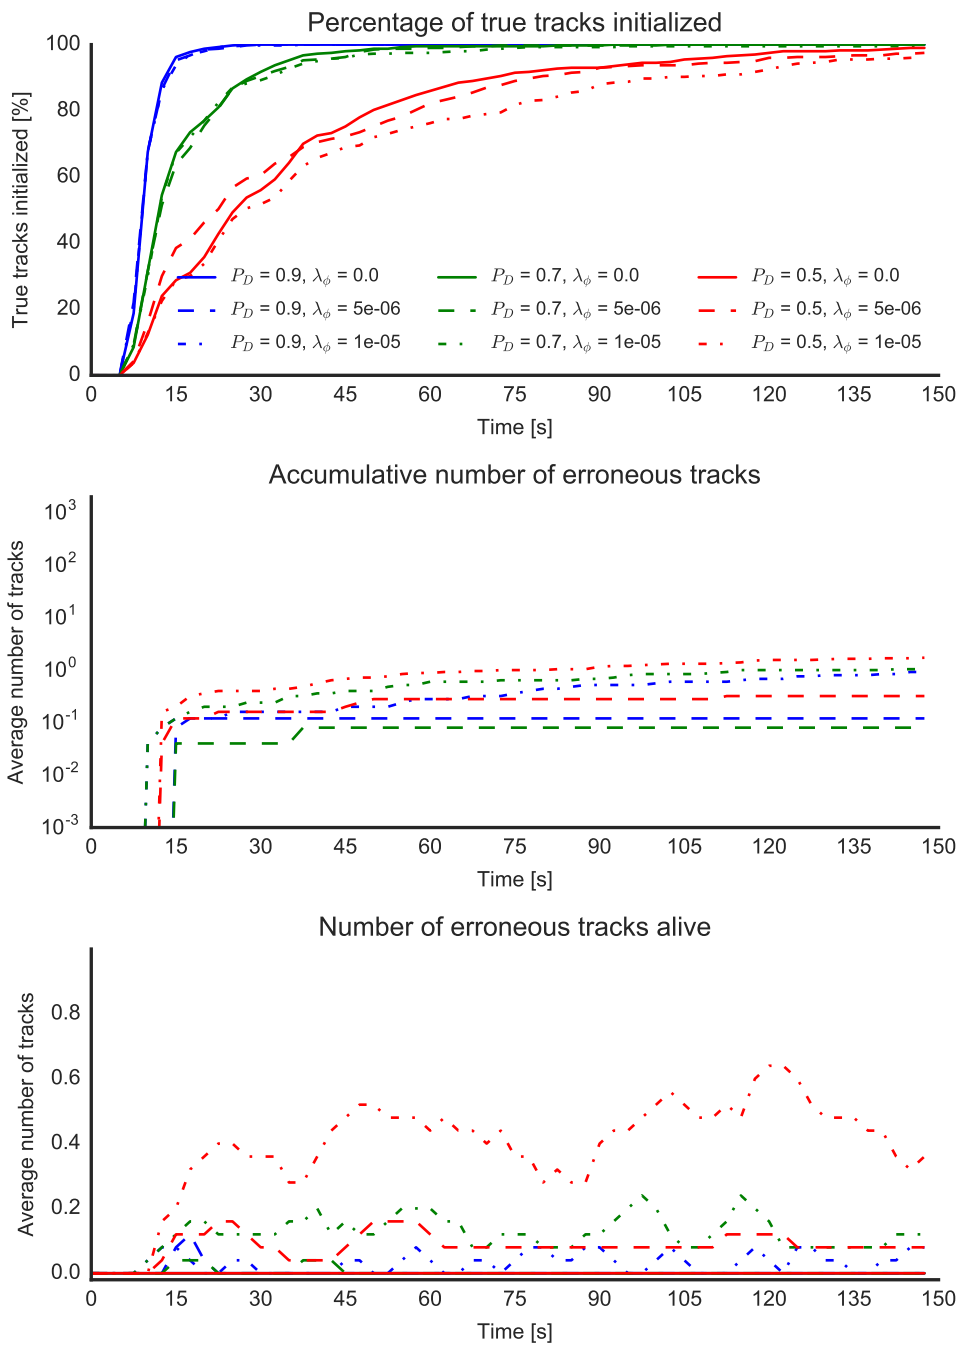 Percentage of true tracks initialized
True tracks initialized [%]
100
80
60
40
20
0
P_D = 0.9, λ_ϕ = 0.0
P_D = 0.7, λ_ϕ = 0.0
P_D = 0.5, λ_ϕ = 0.0
P_D = 0.9, λ_ϕ = 5e-06
P_D = 0.7, λ_ϕ = 5e-06
P_D = 0.5, λ_ϕ = 5e-06
P_D = 0.9, λ_ϕ = 1e-05
P_D = 0.7, λ_ϕ = 1e-05
P_D = 0.5, λ_ϕ = 1e-05
0 15 30 45 60 75 90 105 120 135 150
Time [s]
Accumulative number of erroneous tracks
Average number of tracks
10^3
10^2
10^1
10^0
10^-1
10^-2
10^-3
0 15 30 45 60 75 90 105 120 135 150
Time [s]
Number of erroneous tracks alive
Average number of tracks
0.8
0.6
0.4
0.2
0.0
0 15 30 45 60 75 90 105 120 135 150
Time [s]